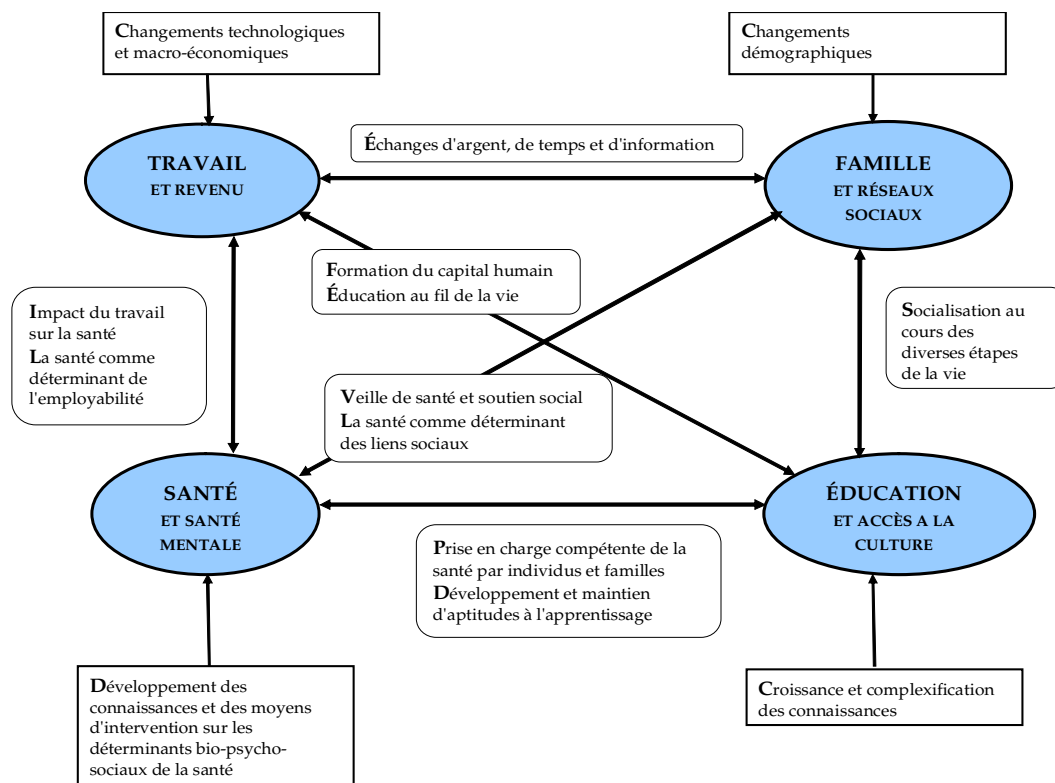 Changements technologiques
et macro-économiques
Changements
démographiques
TRAVAIL
ET REVENU
Échanges d'argent, de temps et d'information
FAMILLE
ET RÉSEAUX
SOCIAUX
Formation du capital humain
Éducation au fil de la vie
Impact du travail
sur la santé
La santé comme
déterminant de
l'employabilité
Socialisation au
cours des
diverses étapes
de la vie
Veille de santé et soutien social
La santé comme déterminant
des liens sociaux
SANTÉ
ET SANTÉ
MENTALE
ÉDUCATION
ET ACCÈS A LA
CULTURE
Prise en charge compétente de la
santé par individus et familles
Développement et maintien
d'aptitudes à l'apprentissage
Développement des
connaissances et des moyens
d'intervention sur les
déterminants bio-psycho-
sociaux de la santé
Croissance et complexification
des connaissances